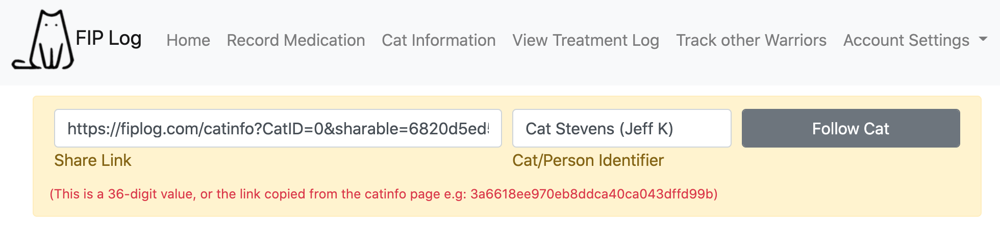 FIP Log Home Record Medication Cat Information View Treatment Log Track other Warriors Account Settings
https://fiplog.com/catinfo?CatID=0&sharable=6820d5ed5 Cat Stevens (Jeff K) Follow Cat
Share Link Cat/Person Identifier
(This is a 36-digit value, or the link copied from the catinfo page e.g: 3a6618ee970eb8ddca40ca043dffd99b)